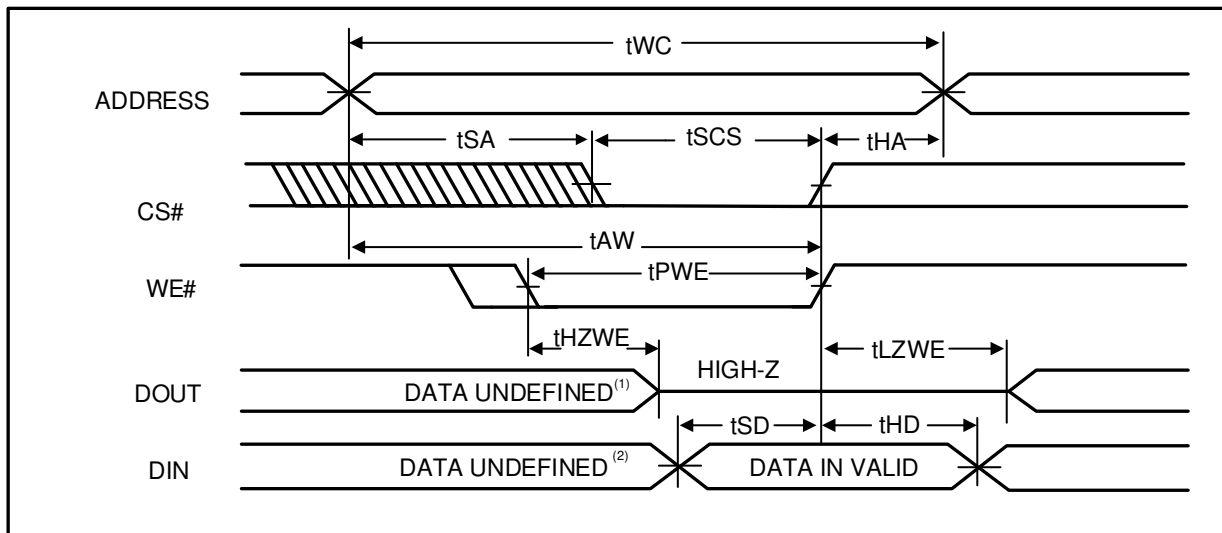 tWC
ADDRESS
tSA
tSCS
tHA
CS#
tAW
tPWE
WE#
tHZWE
tLZWE
HIGH-Z
DOUT
DATA UNDEFINED(1)
tSD
tHD
DIN
DATA UNDEFINED (2)
DATA IN VALID